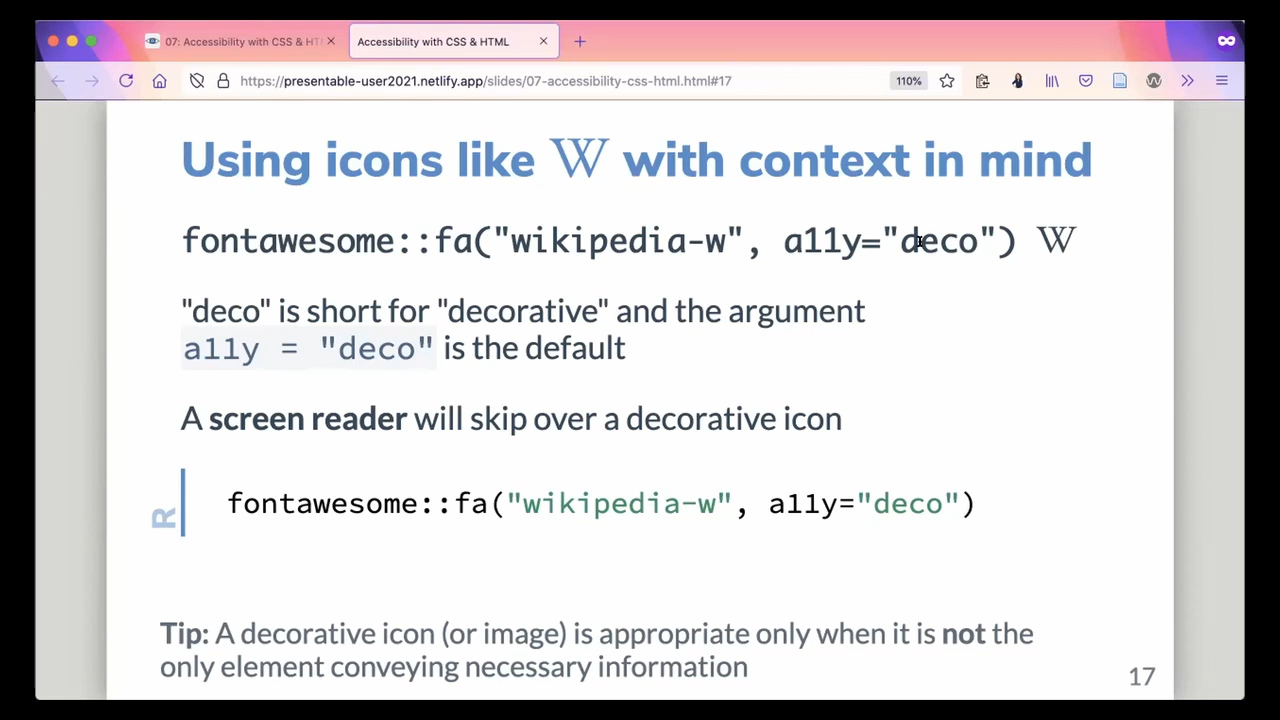 07: Accessibility with CSS & HT
Accessibility with CSS & HTML
https://presentable-user2021.netlify.app/slides/07-accessibility-css-html.html#17
110%
Using icons like W with context in mind
fontawesome::fa("wikipedia-w", a11y="deco") W
"deco" is short for "decorative" and the argument
a11y = "deco" is the default
A screen reader will skip over a decorative icon
R
fontawesome::fa("wikipedia-w", a11y="deco")
Tip: A decorative icon (or image) is appropriate only when it is not the
only element conveying necessary information
17